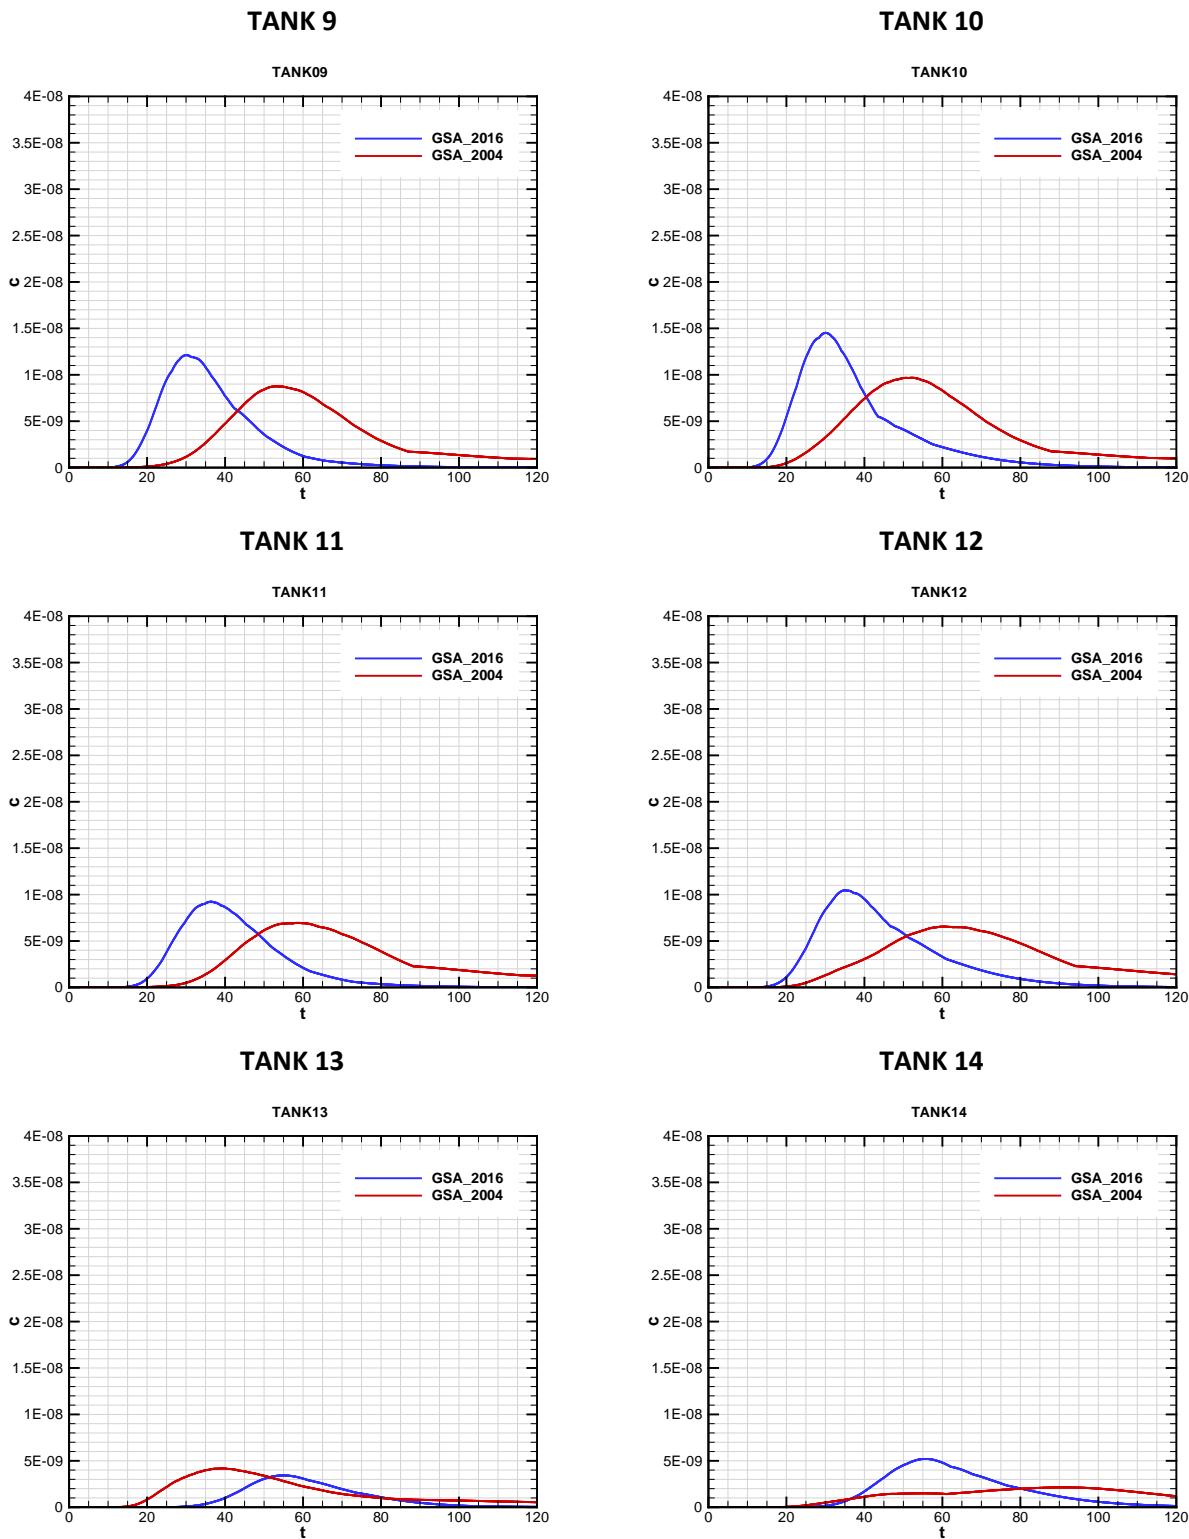 TANK 9
TANK09
4E-08
3.5E-08
3E-08
2.5E-08
2E-08
1.5E-08
1E-08
5E-09
0
c
0 20 40 60 80 100 120
t
GSA_2016
GSA_2004
TANK 10
TANK10
4E-08
3.5E-08
3E-08
2.5E-08
2E-08
1.5E-08
1E-08
5E-09
0
c
0 20 40 60 80 100 120
t
GSA_2016
GSA_2004
TANK 11
TANK11
4E-08
3.5E-08
3E-08
2.5E-08
2E-08
1.5E-08
1E-08
5E-09
0
c
0 20 40 60 80 100 120
t
GSA_2016
GSA_2004
TANK 12
TANK12
4E-08
3.5E-08
3E-08
2.5E-08
2E-08
1.5E-08
1E-08
5E-09
0
c
0 20 40 60 80 100 120
t
GSA_2016
GSA_2004
TANK 13
TANK13
4E-08
3.5E-08
3E-08
2.5E-08
2E-08
1.5E-08
1E-08
5E-09
0
c
0 20 40 60 80 100 120
t
GSA_2016
GSA_2004
TANK 14
TANK14
4E-08
3.5E-08
3E-08
2.5E-08
2E-08
1.5E-08
1E-08
5E-09
0
c
0 20 40 60 80 100 120
t
GSA_2016
GSA_2004